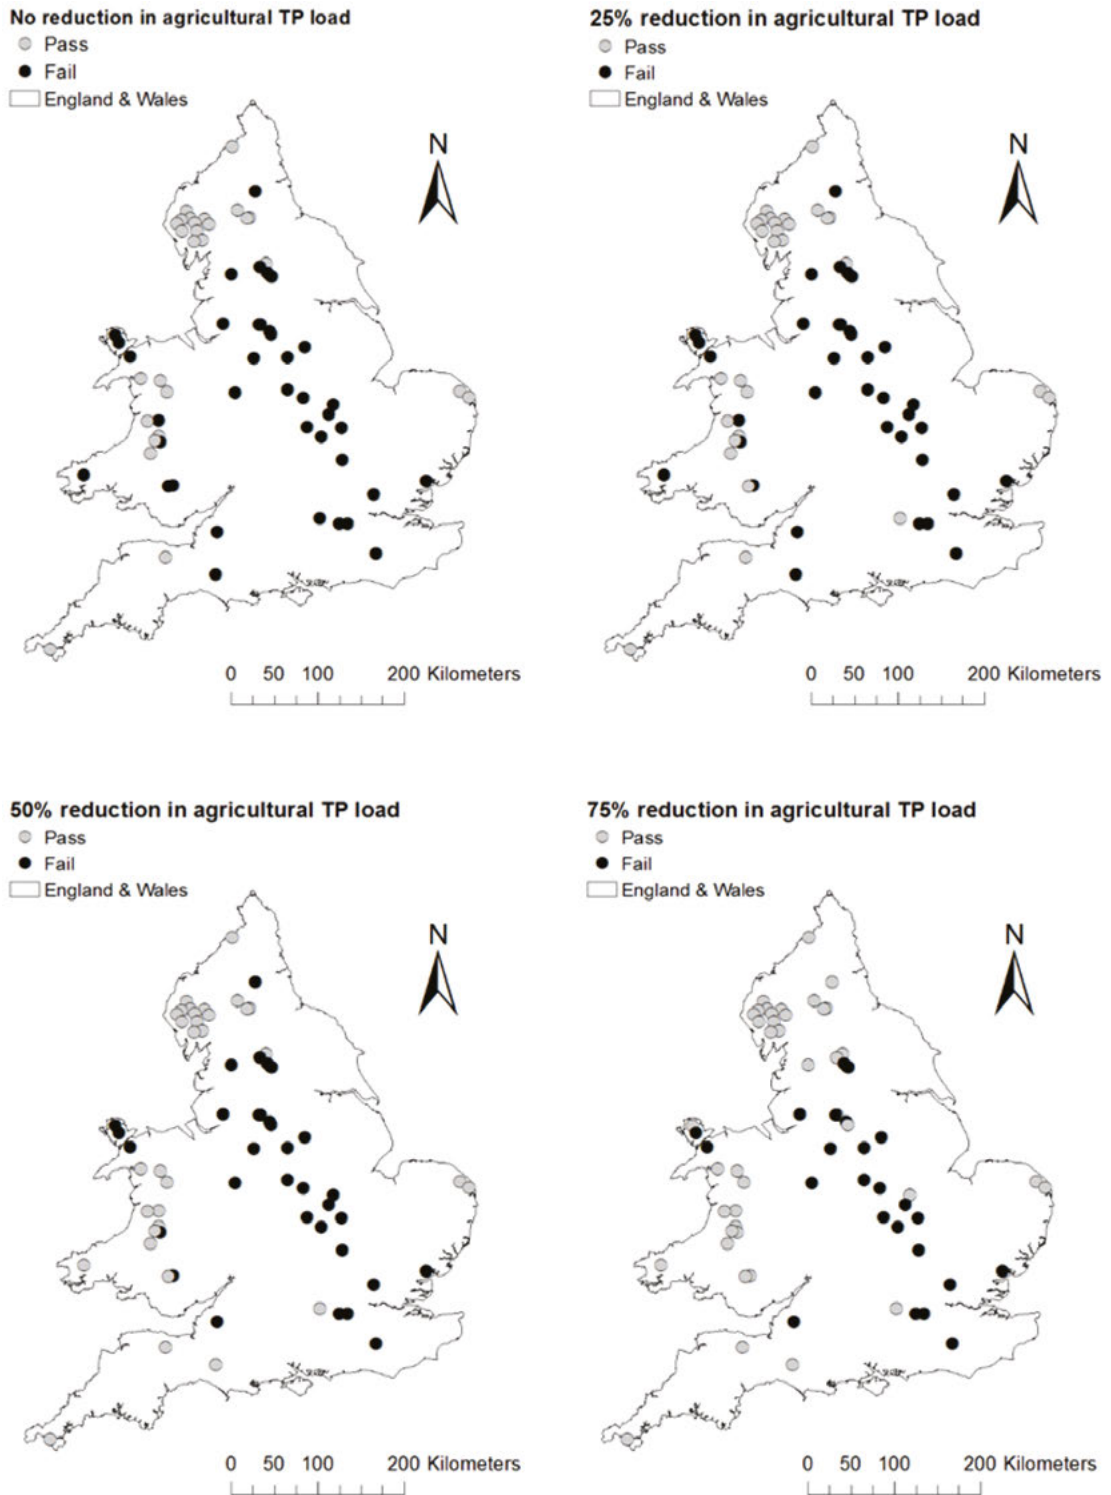 No reduction in agricultural TP load
Pass
Fail
England & Wales
N
0 50 100 200 Kilometers
25% reduction in agricultural TP load
Pass
Fail
England & Wales
N
0 50 100 200 Kilometers
50% reduction in agricultural TP load
Pass
Fail
England & Wales
N
0 50 100 200 Kilometers
75% reduction in agricultural TP load
Pass
Fail
England & Wales
N
0 50 100 200 Kilometers